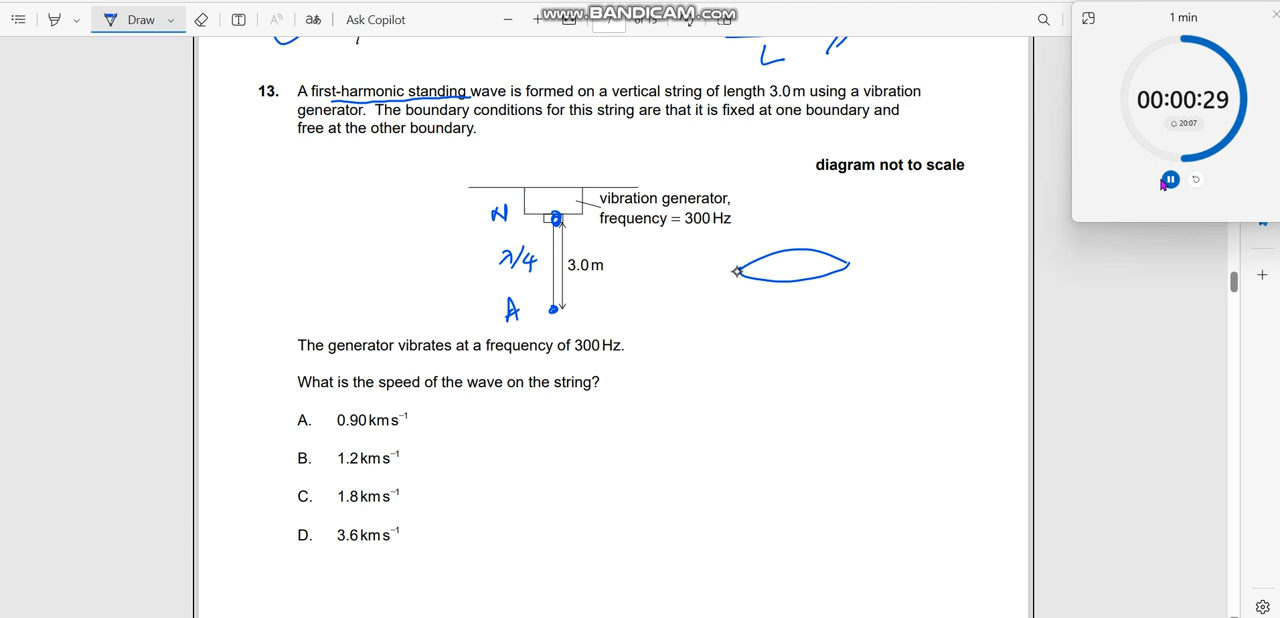 Draw
A
aあ
Ask Copilot
www.BANDICAM.com
1 min
00:00:29
20:07
L
13. A first-harmonic standing wave is formed on a vertical string of length 3.0 m using a vibration
generator. The boundary conditions for this string are that it is fixed at one boundary and
free at the other boundary.
diagram not to scale
vibration generator,
frequency = 300 Hz
N
λ/4
3.0 m
A
The generator vibrates at a frequency of 300 Hz.
What is the speed of the wave on the string?
A. 0.90 km s⁻¹
B. 1.2 km s⁻¹
C. 1.8 km s⁻¹
D. 3.6 km s⁻¹